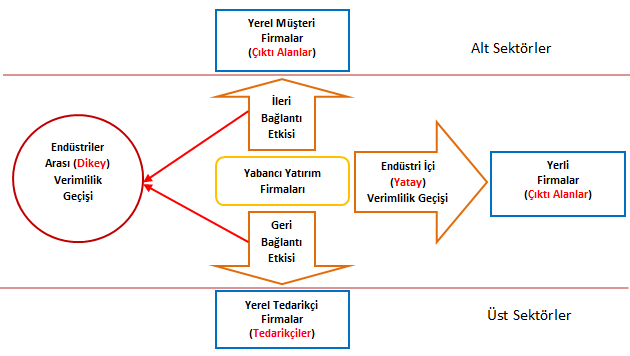 Yerel Müşteri
Firmalar
(Çıktı Alanlar)
Alt Sektörler
İleri
Bağlantı
Etkisi
Endüstriler
Arası (Dikey)
Verimlilik
Geçişi
Yabancı Yatırım
Firmaları
Endüstri İçi
(Yatay)
Verimlilik Geçişi
Yerli
Firmalar
(Çıktı Alanlar)
Geri
Bağlantı
Etkisi
Yerel Tedarikçi
Firmalar
(Tedarikçiler)
Üst Sektörler